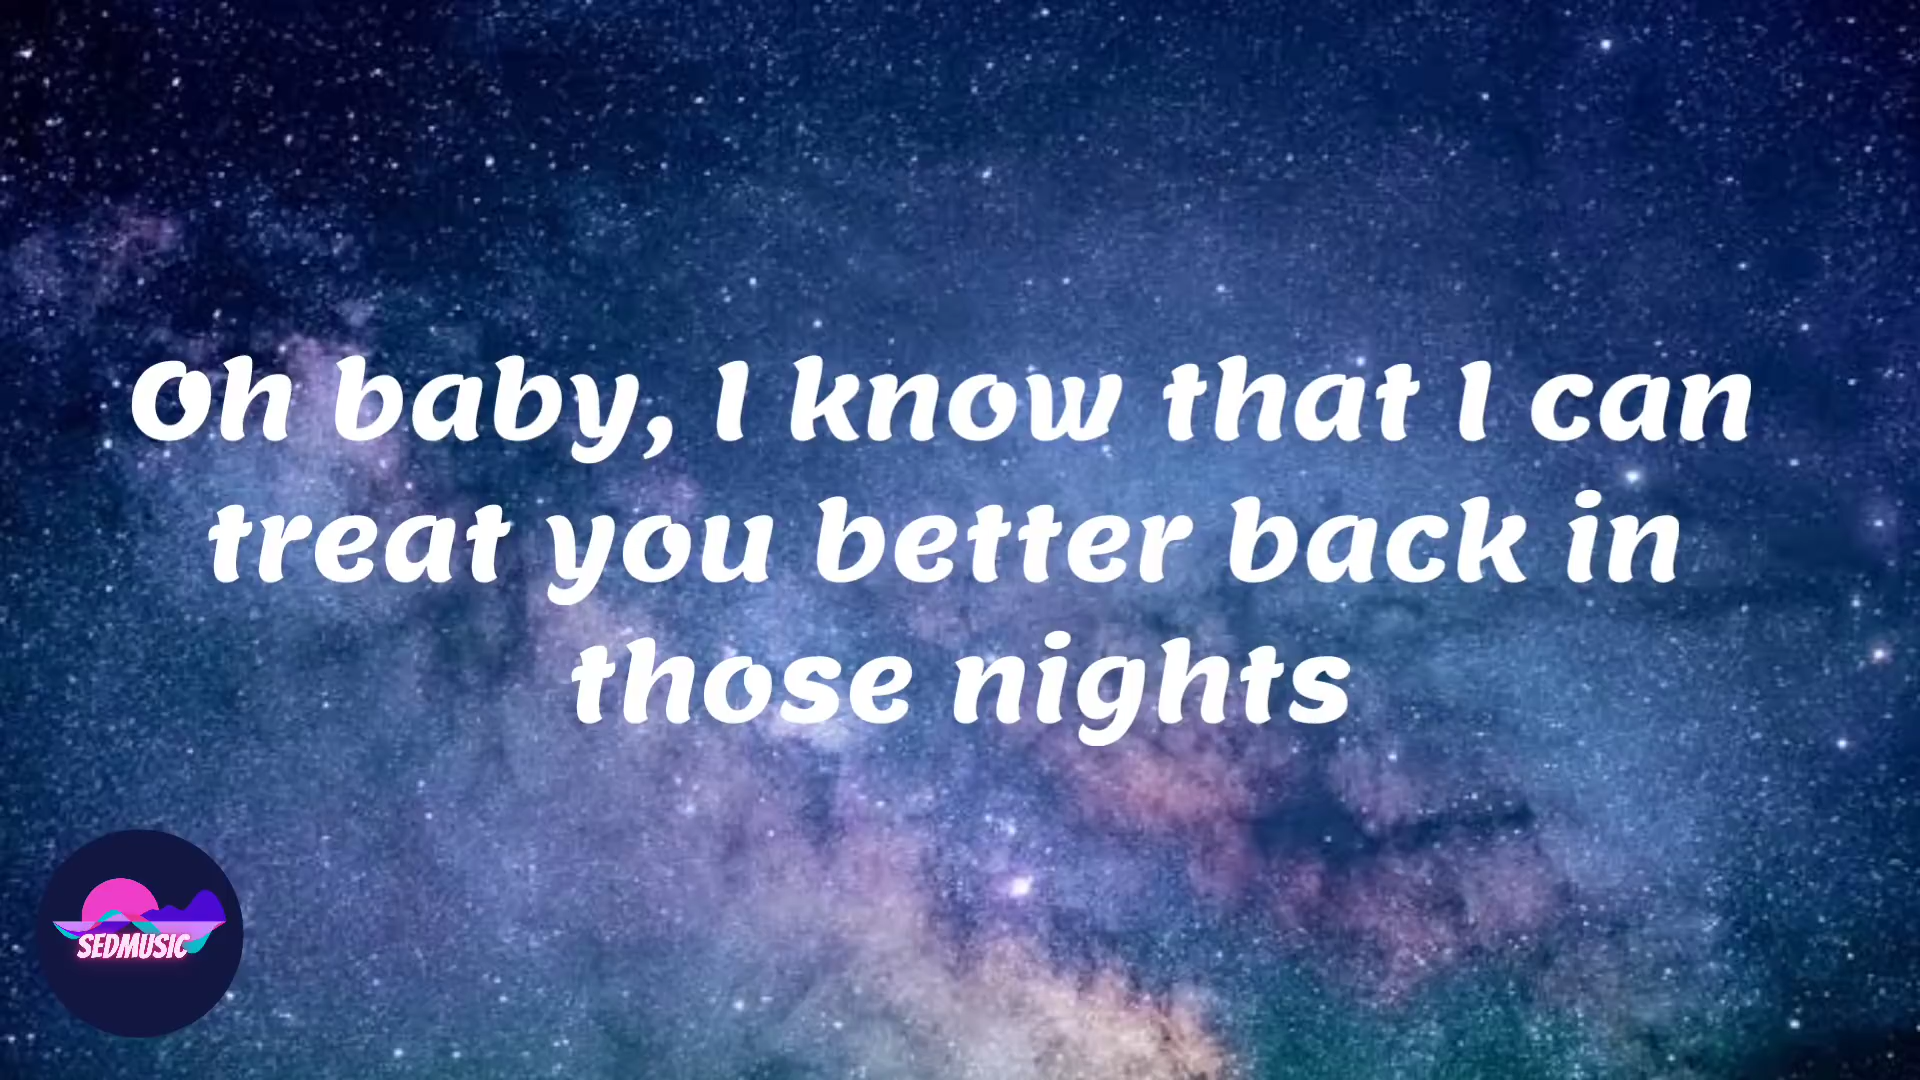 Oh baby, I know that I can
treat you better back in
those nights
SEDMUSIC